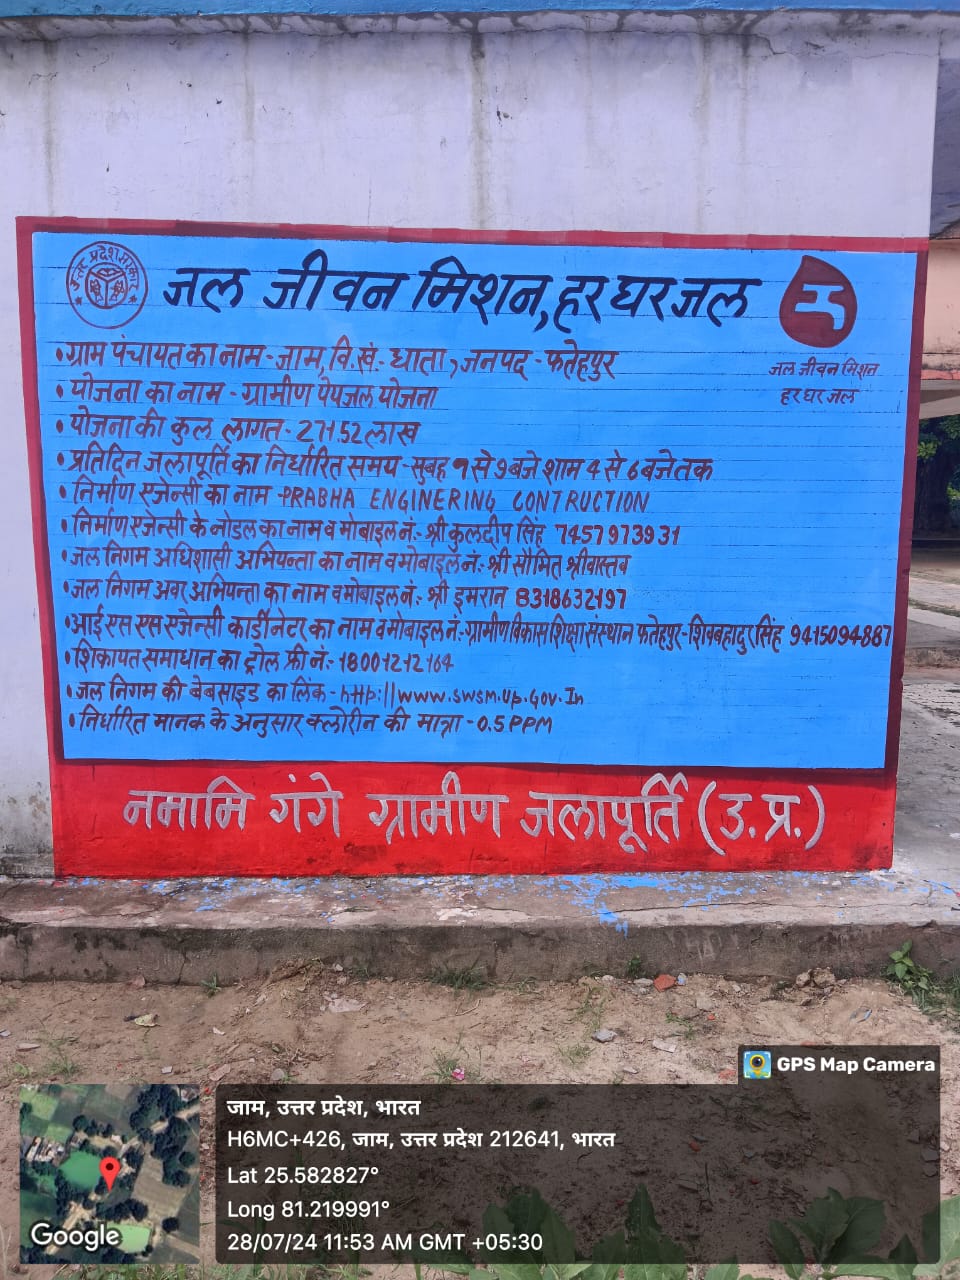 उत्तर प्रदेश सरकार
जल जीवन मिशन, हर घर जल
जल जीवन मिशन
हर घर जल
• ग्राम पंचायत का नाम - जाम, वि.खं.- धाता, जनपद - फतेहपुर
• योजना का नाम - ग्रामीण पेयजल योजना
• योजना की कुल लागत - 271.52 लाख
• प्रतिदिन जलापूर्ति का निर्धारित समय - सुबह ७ से 9 बजे शाम 4 से 6 बजे तक
• निर्माण एजेन्सी का नाम - PRABHA ENGINERING CONTRUCTION
• निर्माण एजेन्सी के नोडल का नाम व मोबाइल नं:- श्री कुलदीप सिंह 7457973931
• जल निगम अधिशासी अभियन्ता का नाम व मोबाइल नं:- श्री सौमित श्रीवास्तव
• जल निगम अवर अभियन्ता का नाम व मोबाइल नं:- श्री इमरान 8318632197
• आई एस एस एजेन्सी कार्डीनेटर का नाम व मोबाइल नं:- ग्रामीण विकास शिक्षा संस्थान फतेहपुर - शिवबहादुर सिंह 9415094887
• शिकायत समाधान का ट्रोल फ्री नं:- 18001212164
• जल निगम की बेबसाइड का लिंक - http://www.swsm.up.gov.In
• निर्धारित मानक के अनुसार क्लोरीन की मात्रा - 0.5 PPM
नमामि गंगे ग्रामीण जलापूर्ति (उ. प्र.)
GPS Map Camera
जाम, उत्तर प्रदेश, भारत
H6MC+426, जाम, उत्तर प्रदेश 212641, भारत
Lat 25.582827°
Long 81.219991°
28/07/24 11:53 AM GMT +05:30
Google